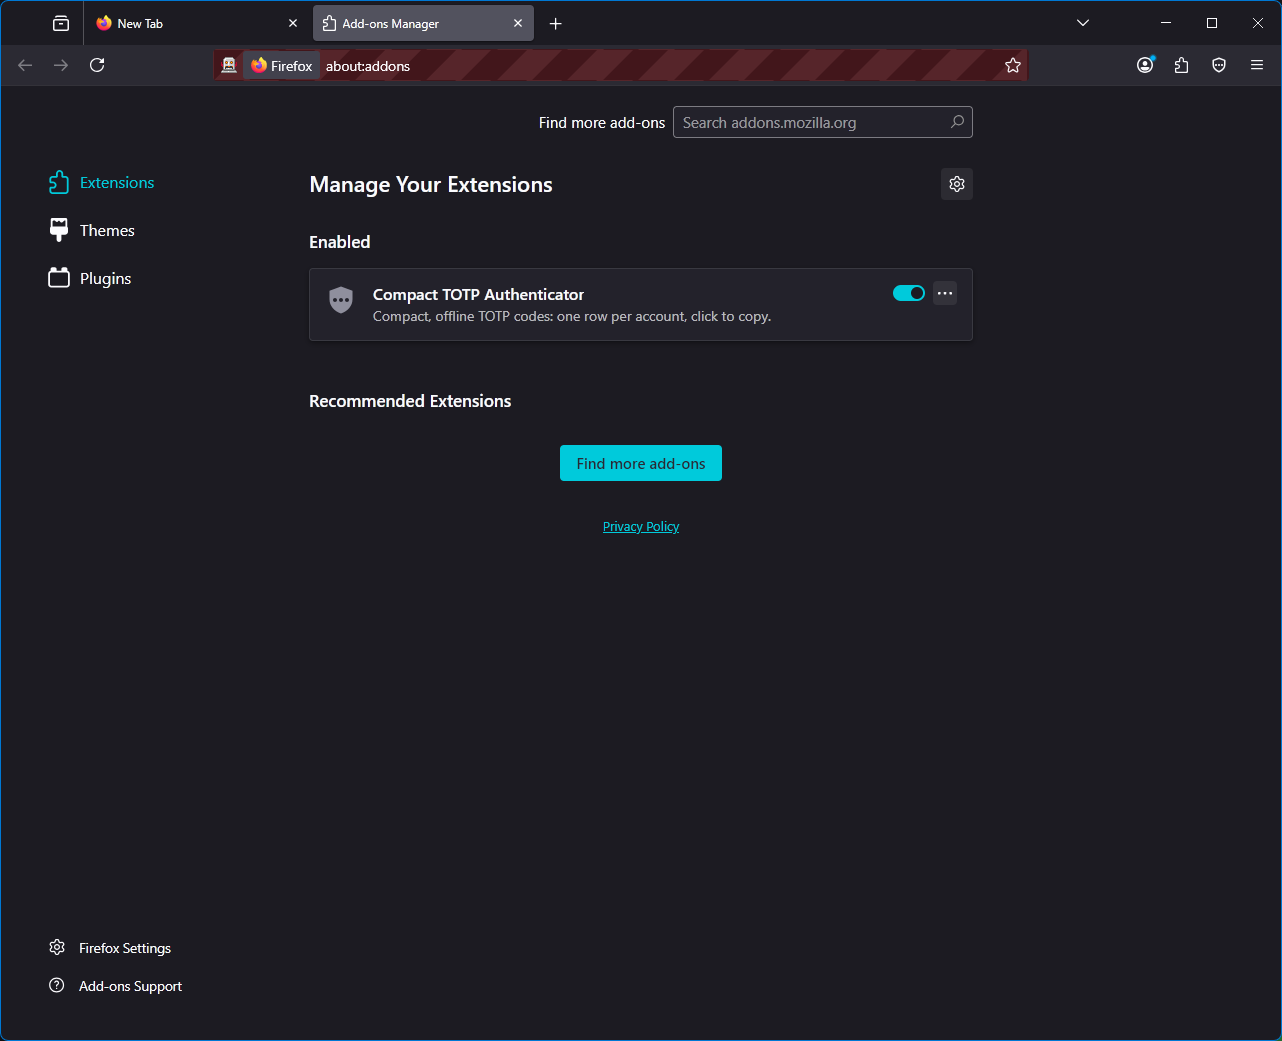 New Tab
Add-ons Manager
Firefox about:addons
Find more add-ons Search addons.mozilla.org
Extensions
Themes
Plugins
Manage Your Extensions
Enabled
Compact TOTP Authenticator
Compact, offline TOTP codes: one row per account, click to copy.
Recommended Extensions
Find more add-ons
Privacy Policy
Firefox Settings
Add-ons Support